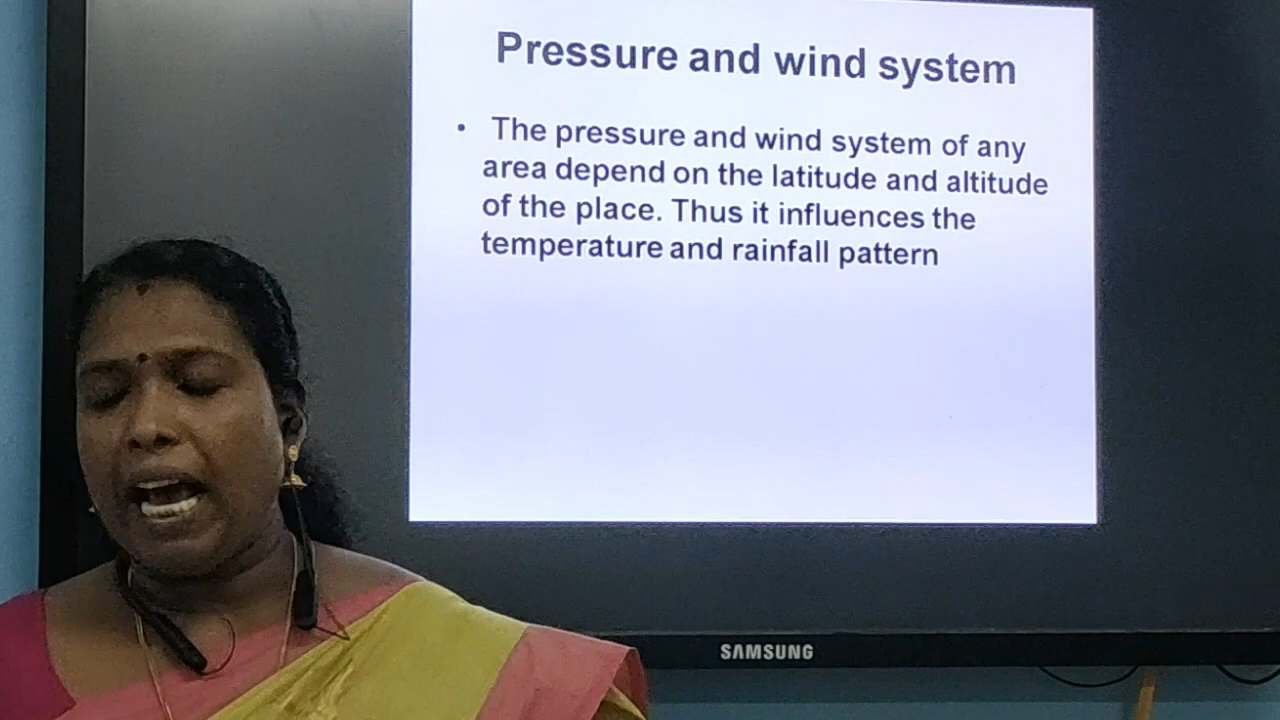 Pressure and wind system
• The pressure and wind system of any
area depend on the latitude and altitude
of the place. Thus it influences the
temperature and rainfall pattern
SAMSUNG